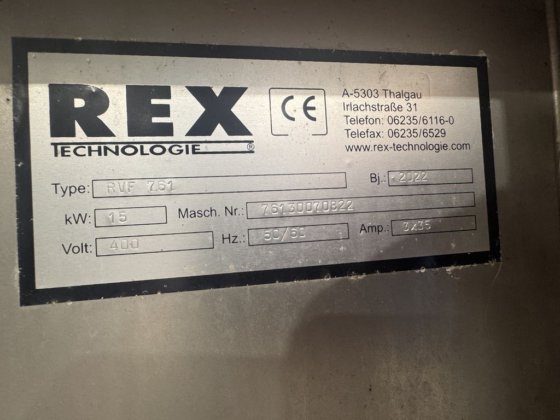 REX
TECHNOLOGIE ®
CE
A-5303 Thalgau
Irlachstraße 31
Telefon: 06235/6116-0
Telefax: 06235/6529
www.rex-technologie.com
Type: RVF 761
Bj.: 2022
kW: 15
Masch. Nr.: 76130070822
Volt: 400
Hz.: 50/60
Amp.: 3x35